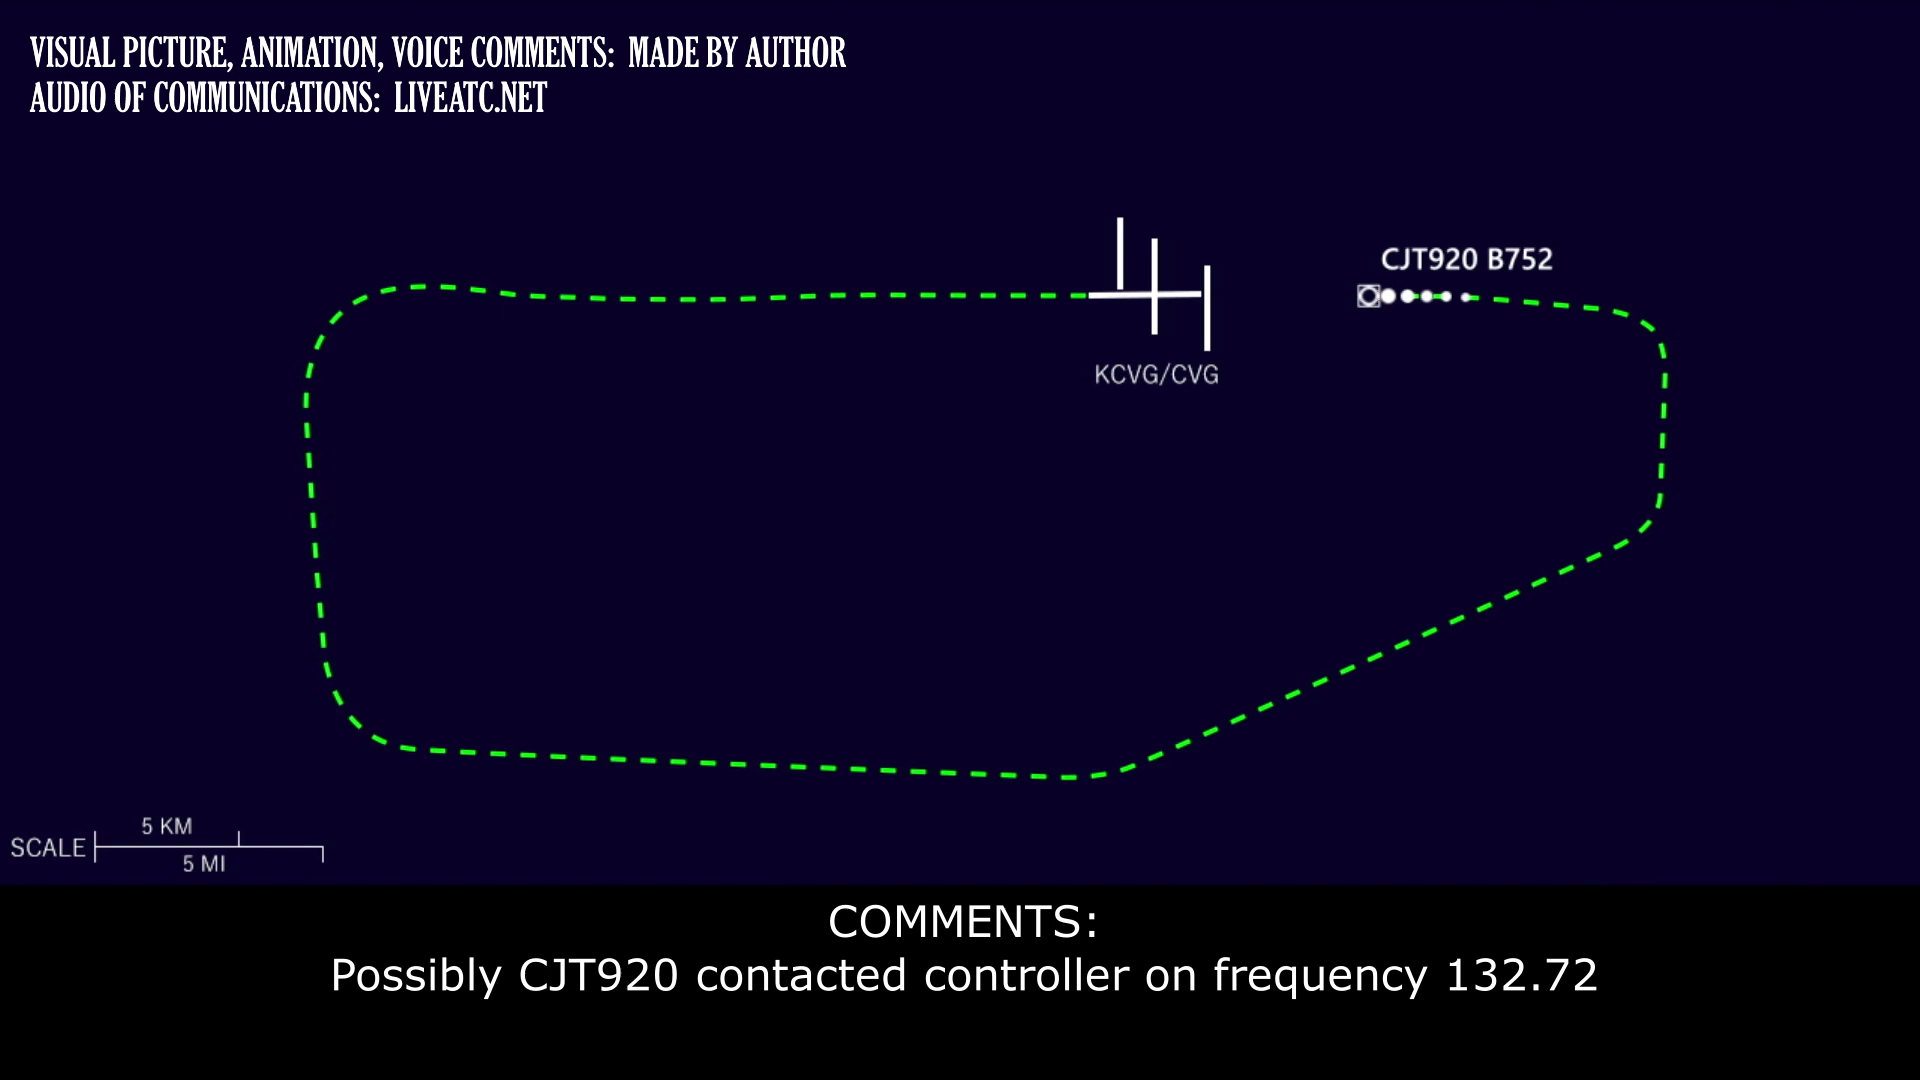 VISUAL PICTURE, ANIMATION, VOICE COMMENTS: MADE BY AUTHOR
AUDIO OF COMMUNICATIONS: LIVEATC.NET
CJT920 B752
KCVG/CVG
5 KM
SCALE
5 MI
COMMENTS:
Possibly CJT920 contacted controller on frequency 132.72